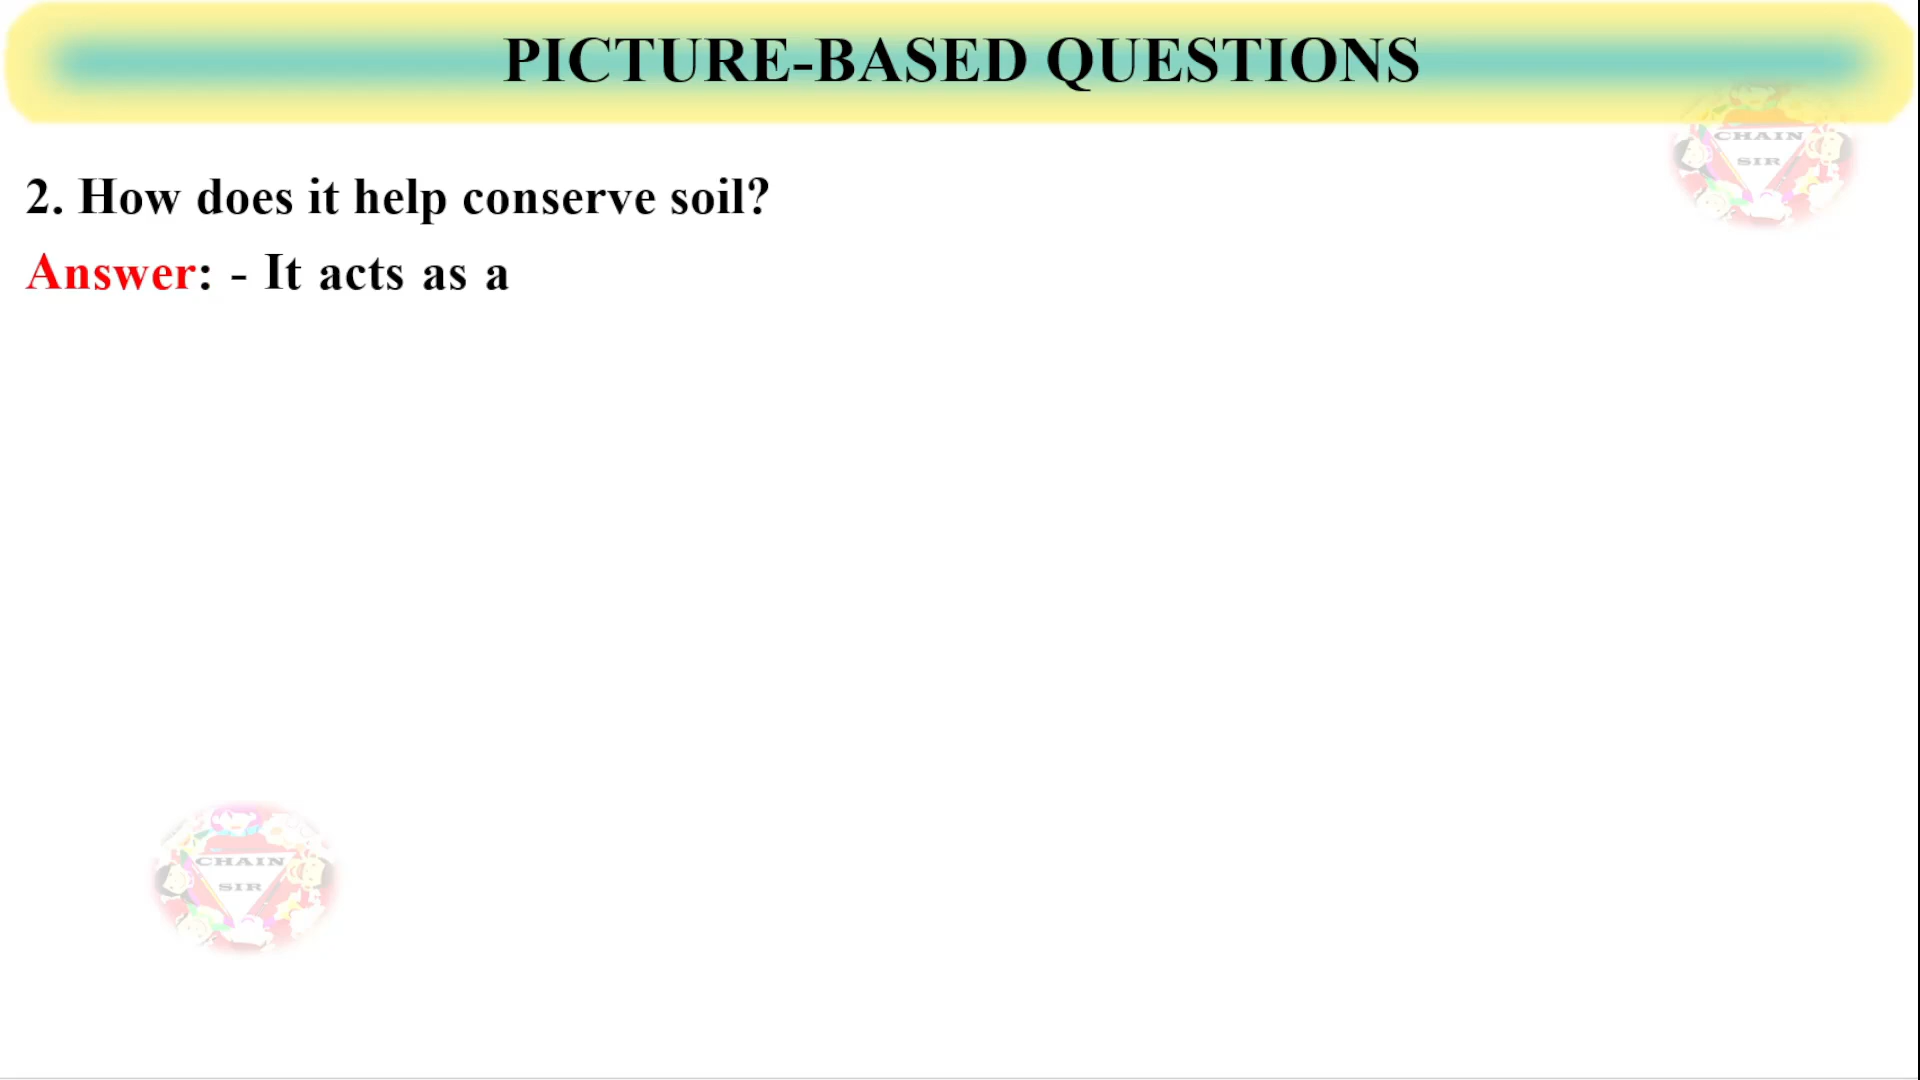 PICTURE-BASED QUESTIONS
CHAIN
SIR
2. How does it help conserve soil?
Answer: - It acts as a
CHAIN
SIR